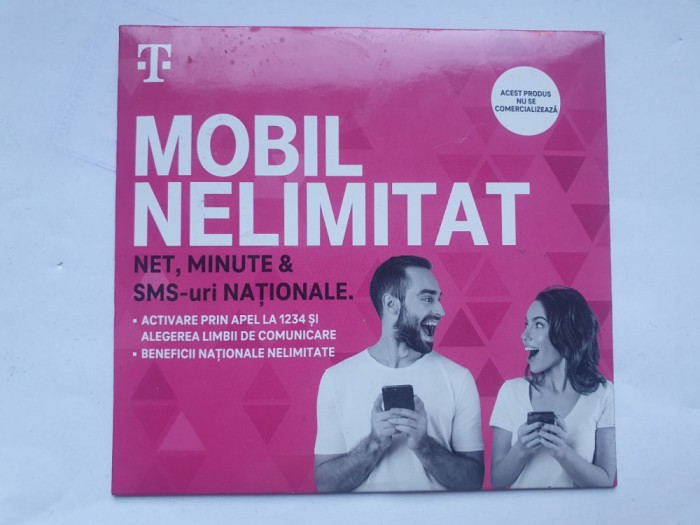 T
ACEST PRODUS
NU SE
COMERCIALIZEAZĂ
MOBIL
NELIMITAT
NET, MINUTE &
SMS-uri NAȚIONALE.
▪ ACTIVARE PRIN APEL LA 1234 ȘI
ALEGEREA LIMBII DE COMUNICARE
▪ BENEFICII NAȚIONALE NELIMITATE